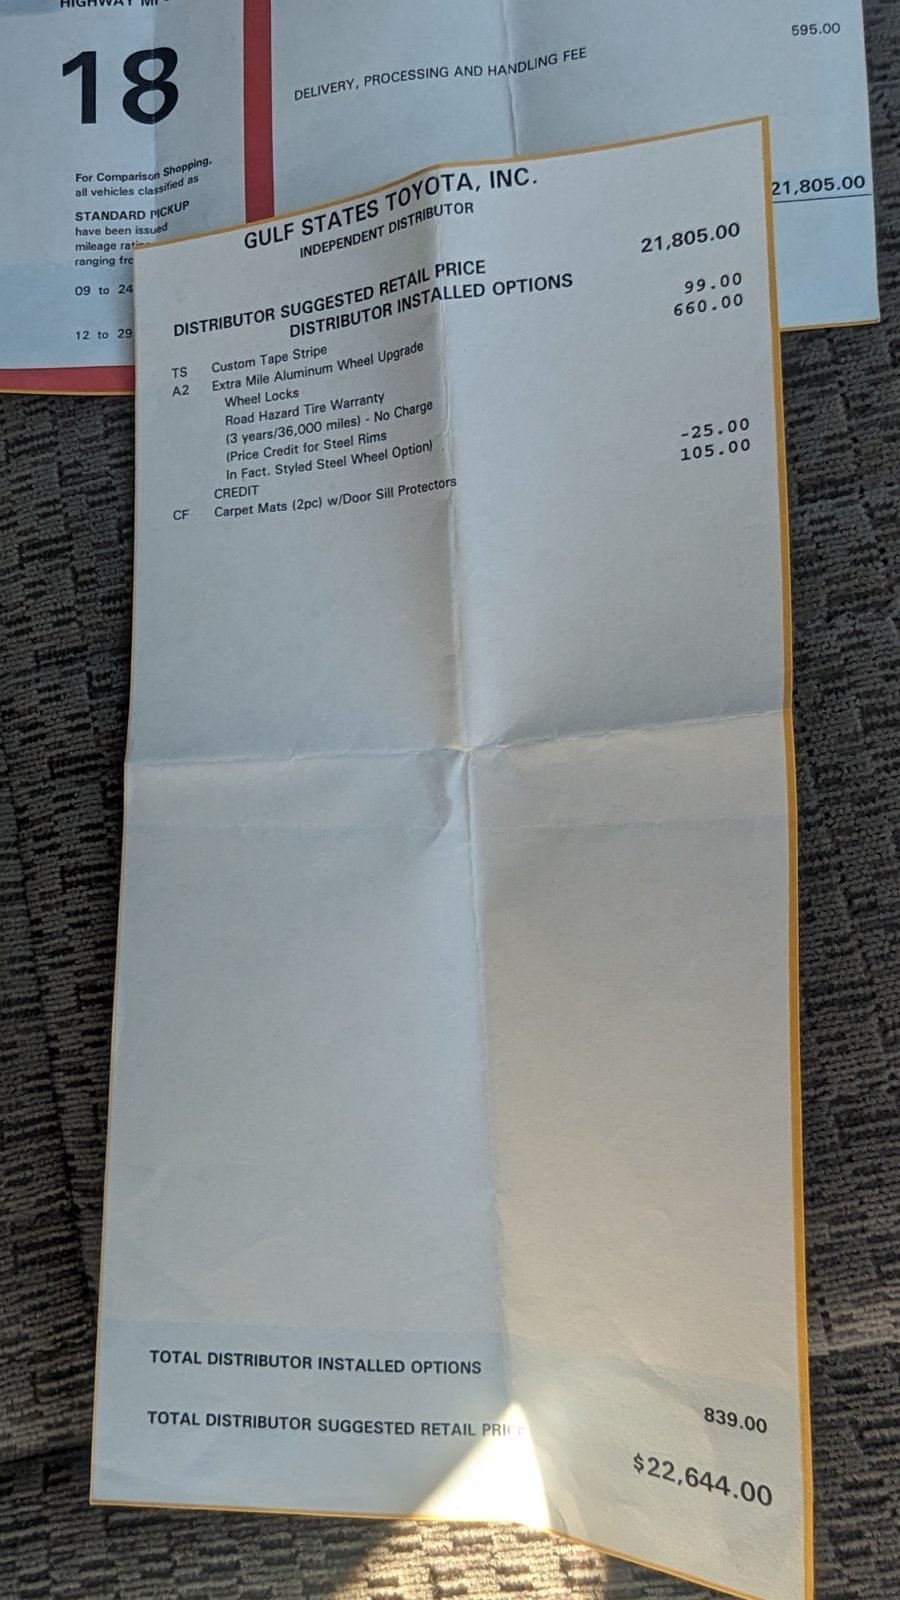 HIGHWAY
18
For Comparison Shopping,
all vehicles classified as
STANDARD PICKUP
have been issued
mileage
ranging
09 to 24
12 to 29
595.00
DELIVERY, PROCESSING AND HANDLING FEE
21,805.00
GULF STATES TOYOTA, INC.
INDEPENDENT DISTRIBUTOR
DISTRIBUTOR SUGGESTED RETAIL PRICE 21,805.00
DISTRIBUTOR INSTALLED OPTIONS
TS Custom Tape Stripe 99.00
A2 Extra Mile Aluminum Wheel Upgrade 660.00
Wheel Locks
Road Hazard Tire Warranty
(3 years/36,000 miles) - No Charge
(Price Credit for Steel Rims
In Fact. Styled Steel Wheel Option)
CREDIT -25.00
CF Carpet Mats (2pc) w/Door Sill Protectors 105.00
TOTAL DISTRIBUTOR INSTALLED OPTIONS 839.00
TOTAL DISTRIBUTOR SUGGESTED RETAIL PRICE $22,644.00